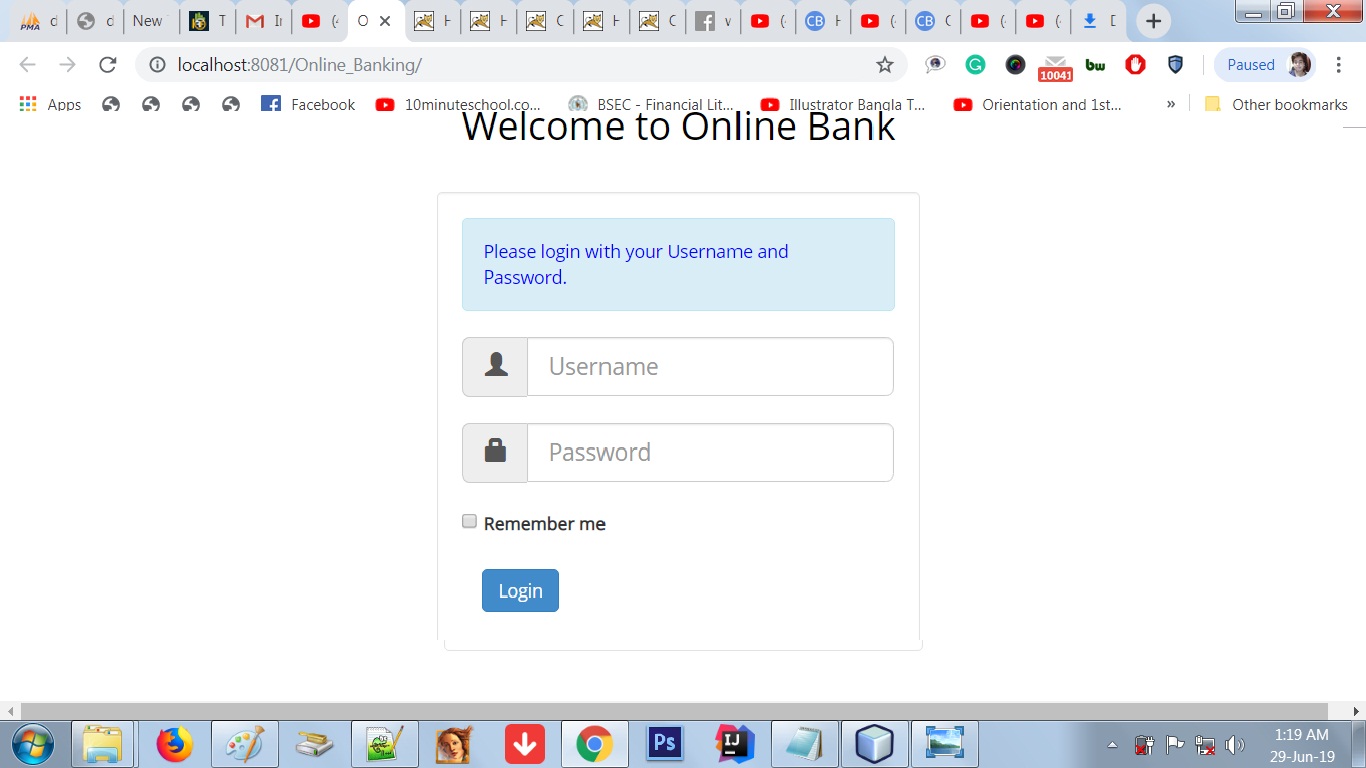 PMA d d New T I ( O H H C H C w ( CB H ( CB C ( ( D
localhost:8081/Online_Banking/
10041 bw Paused
Apps Facebook 10minuteschool.co... BSEC - Financial Lit... Illustrator Bangla T... Orientation and 1st... » Other bookmarks
Welcome to Online Bank
Please login with your Username and
Password.
Username
Password
Remember me
Login
Ps IJ
1:19 AM
29-Jun-19